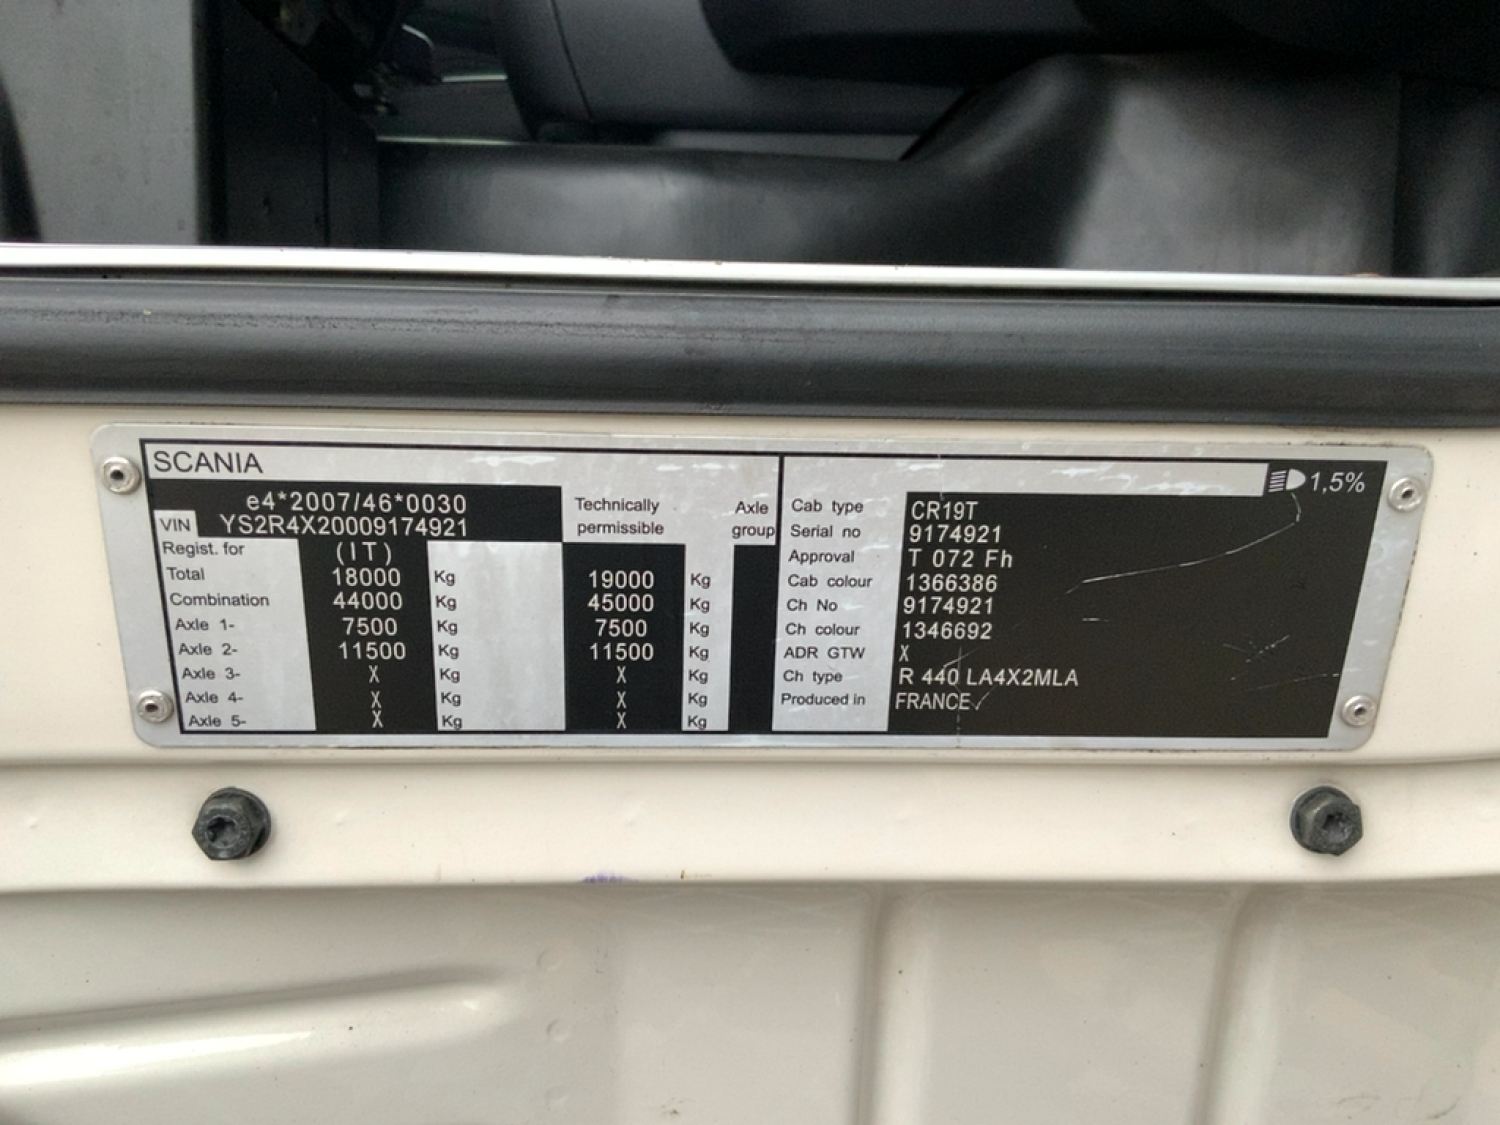 SCANIA
1,5%
e4*2007/46*0030
VIN YS2R4X20009174921
Technically permissible
Axle group
Regist. for (IT)
Total 18000 Kg 19000 Kg
Combination 44000 Kg 45000 Kg
Axle 1- 7500 Kg 7500 Kg
Axle 2- 11500 Kg 11500 Kg
Axle 3- X Kg X Kg
Axle 4- X Kg X Kg
Axle 5- X Kg X Kg
Cab type CR19T
Serial no 9174921
Approval T 072 Fh
Cab colour 1366386
Ch No 9174921
Ch colour 1346692
ADR GTW X
Ch type R 440 LA4X2MLA
Produced in FRANCE